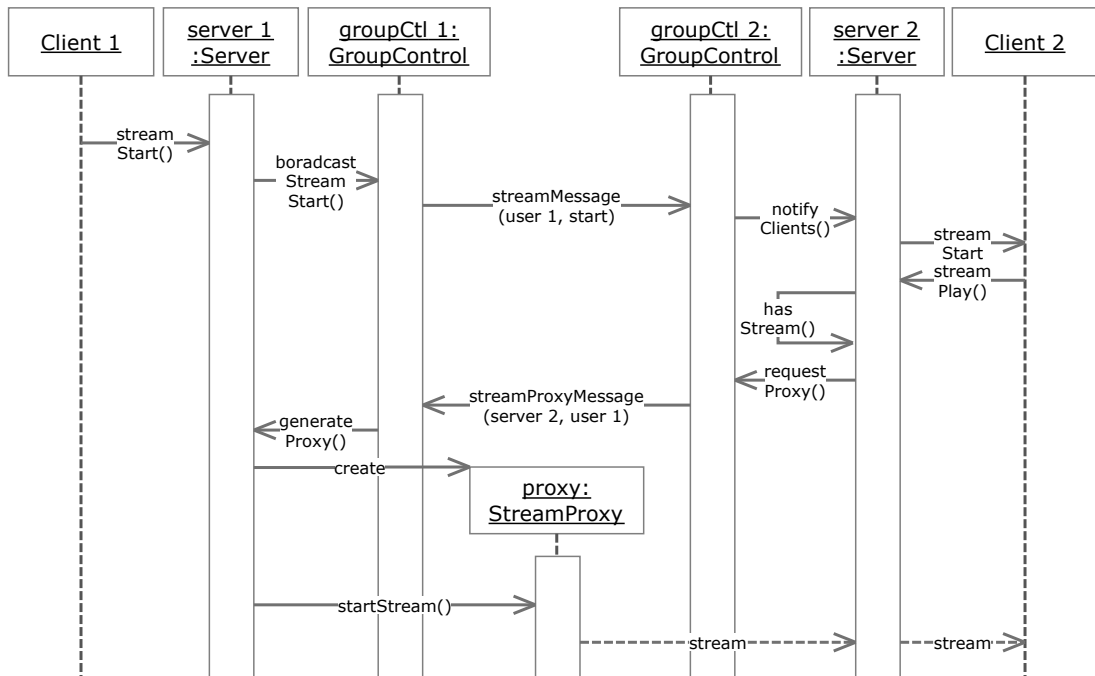 Client 1
server 1
:Server
groupCtl 1:
GroupControl
groupCtl 2:
GroupControl
server 2
:Server
Client 2
stream
Start()
boradcast
Stream
Start()
streamMessage
(user 1, start)
notify
Clients()
stream
Start
stream
Play()
has
Stream()
request
Proxy()
streamProxyMessage
(server 2, user 1)
generate
Proxy()
create
proxy:
StreamProxy
startStream()
stream
stream